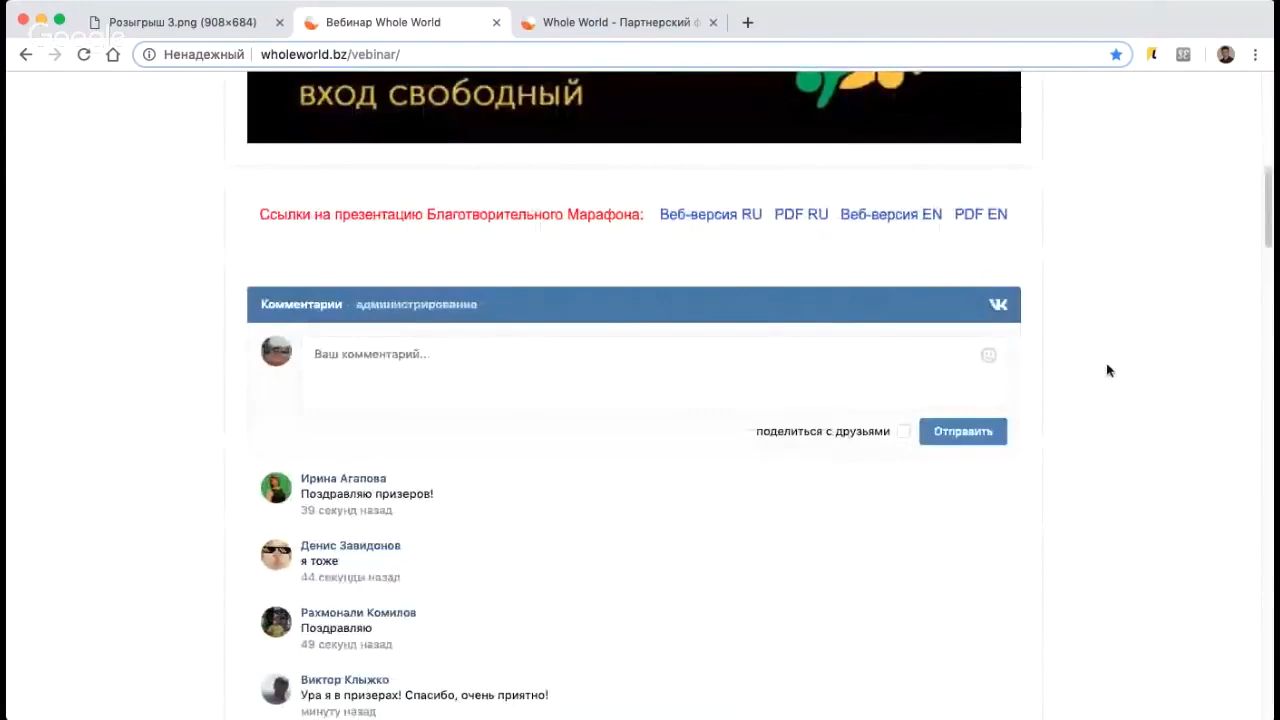 Розыгрыш 3.png (908×684)
Вебинар Whole World
Whole World - Партнерский ф
Google
Ненадежный
wholeworld.bz/vebinar/
ВХОД СВОБОДНЫЙ
Ссылки на презентацию Благотворительного Марафона: Веб-версия RU PDF RU Веб-версия EN PDF EN
Комментарии администрирование
Ваш комментарий...
поделиться с друзьями Отправить
Ирина Агапова
Поздравляю призеров!
39 секунд назад
Денис Завидонов
я тоже
44 секунды назад
Рахмонали Комилов
Поздравляю
49 секунд назад
Виктор Клыжко
Ура я в призерах! Спасибо, очень приятно!
минуту назад